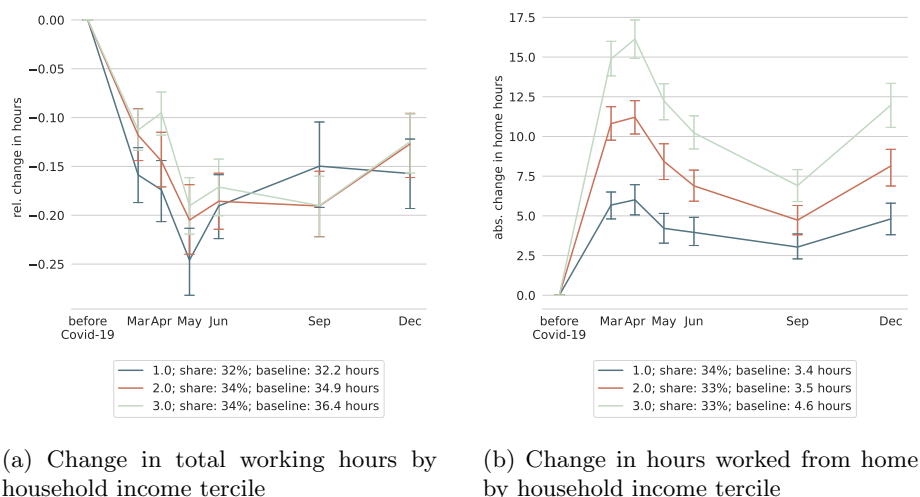 0.00
−0.05
−0.10
−0.15
−0.20
−0.25
rel. change in hours
before
Covid-19
Mar Apr May Jun Sep Dec
1.0; share: 32%; baseline: 32.2 hours
2.0; share: 34%; baseline: 34.9 hours
3.0; share: 34%; baseline: 36.4 hours
(a) Change in total working hours by
household income tercile
17.5
15.0
12.5
10.0
7.5
5.0
2.5
0.0
abs. change in home hours
before
Covid-19
Mar Apr May Jun Sep Dec
1.0; share: 34%; baseline: 3.4 hours
2.0; share: 33%; baseline: 3.5 hours
3.0; share: 33%; baseline: 4.6 hours
(b) Change in hours worked from home
by household income tercile